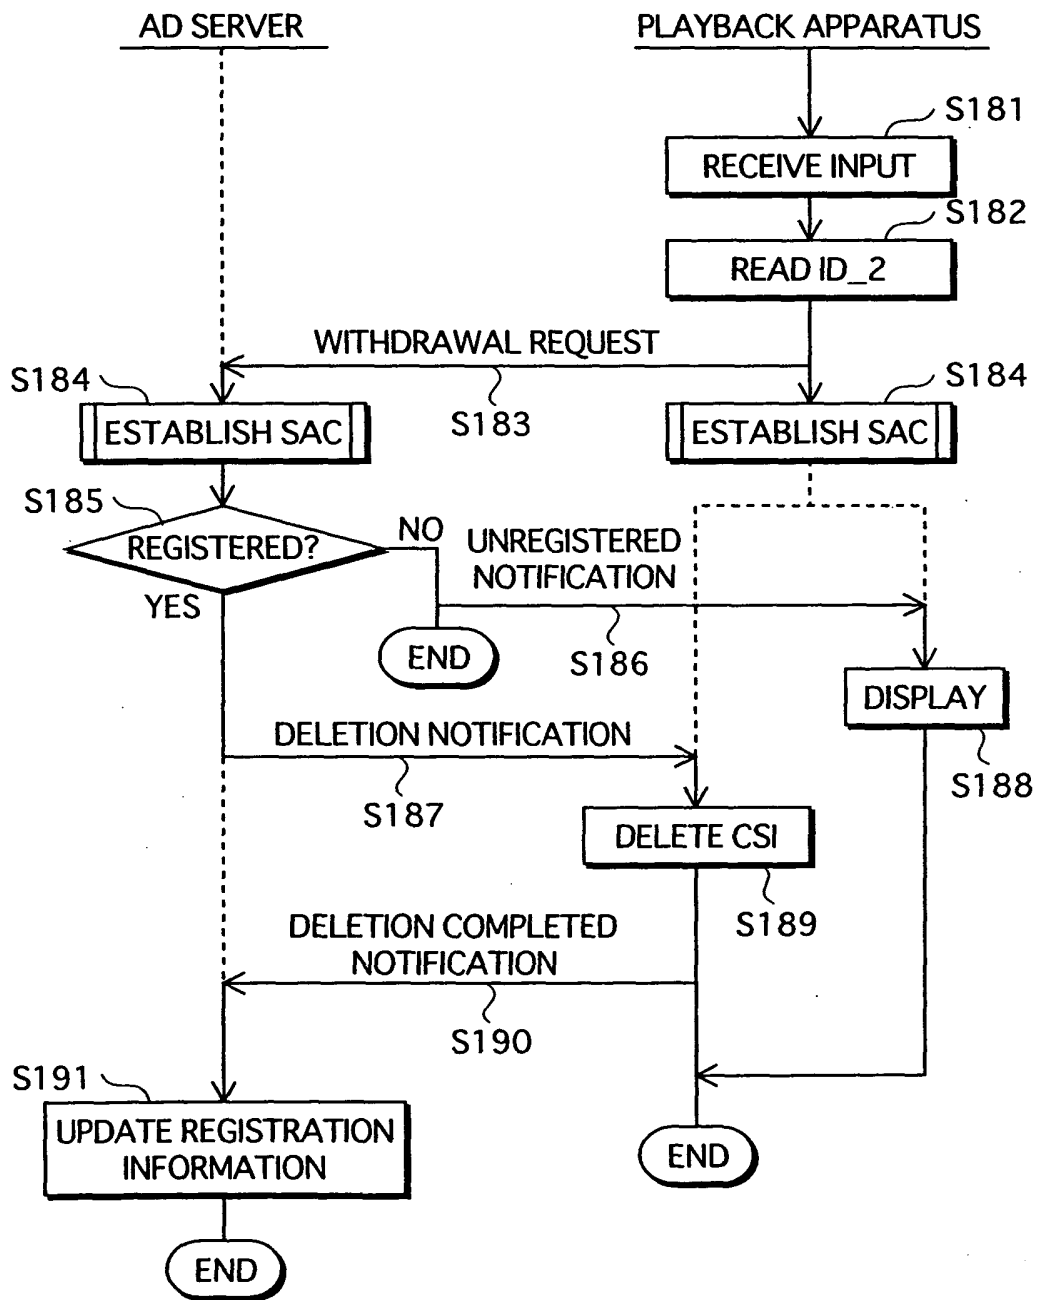 AD SERVER
PLAYBACK APPARATUS
S181
RECEIVE INPUT
S182
READ ID_2
WITHDRAWAL REQUEST
S183
S184
ESTABLISH SAC
S184
ESTABLISH SAC
S185
REGISTERED?
NO
YES
UNREGISTERED
NOTIFICATION
S186
END
DISPLAY
S188
DELETION NOTIFICATION
S187
DELETE CSI
S189
DELETION COMPLETED
NOTIFICATION
S190
S191
UPDATE REGISTRATION
INFORMATION
END
END